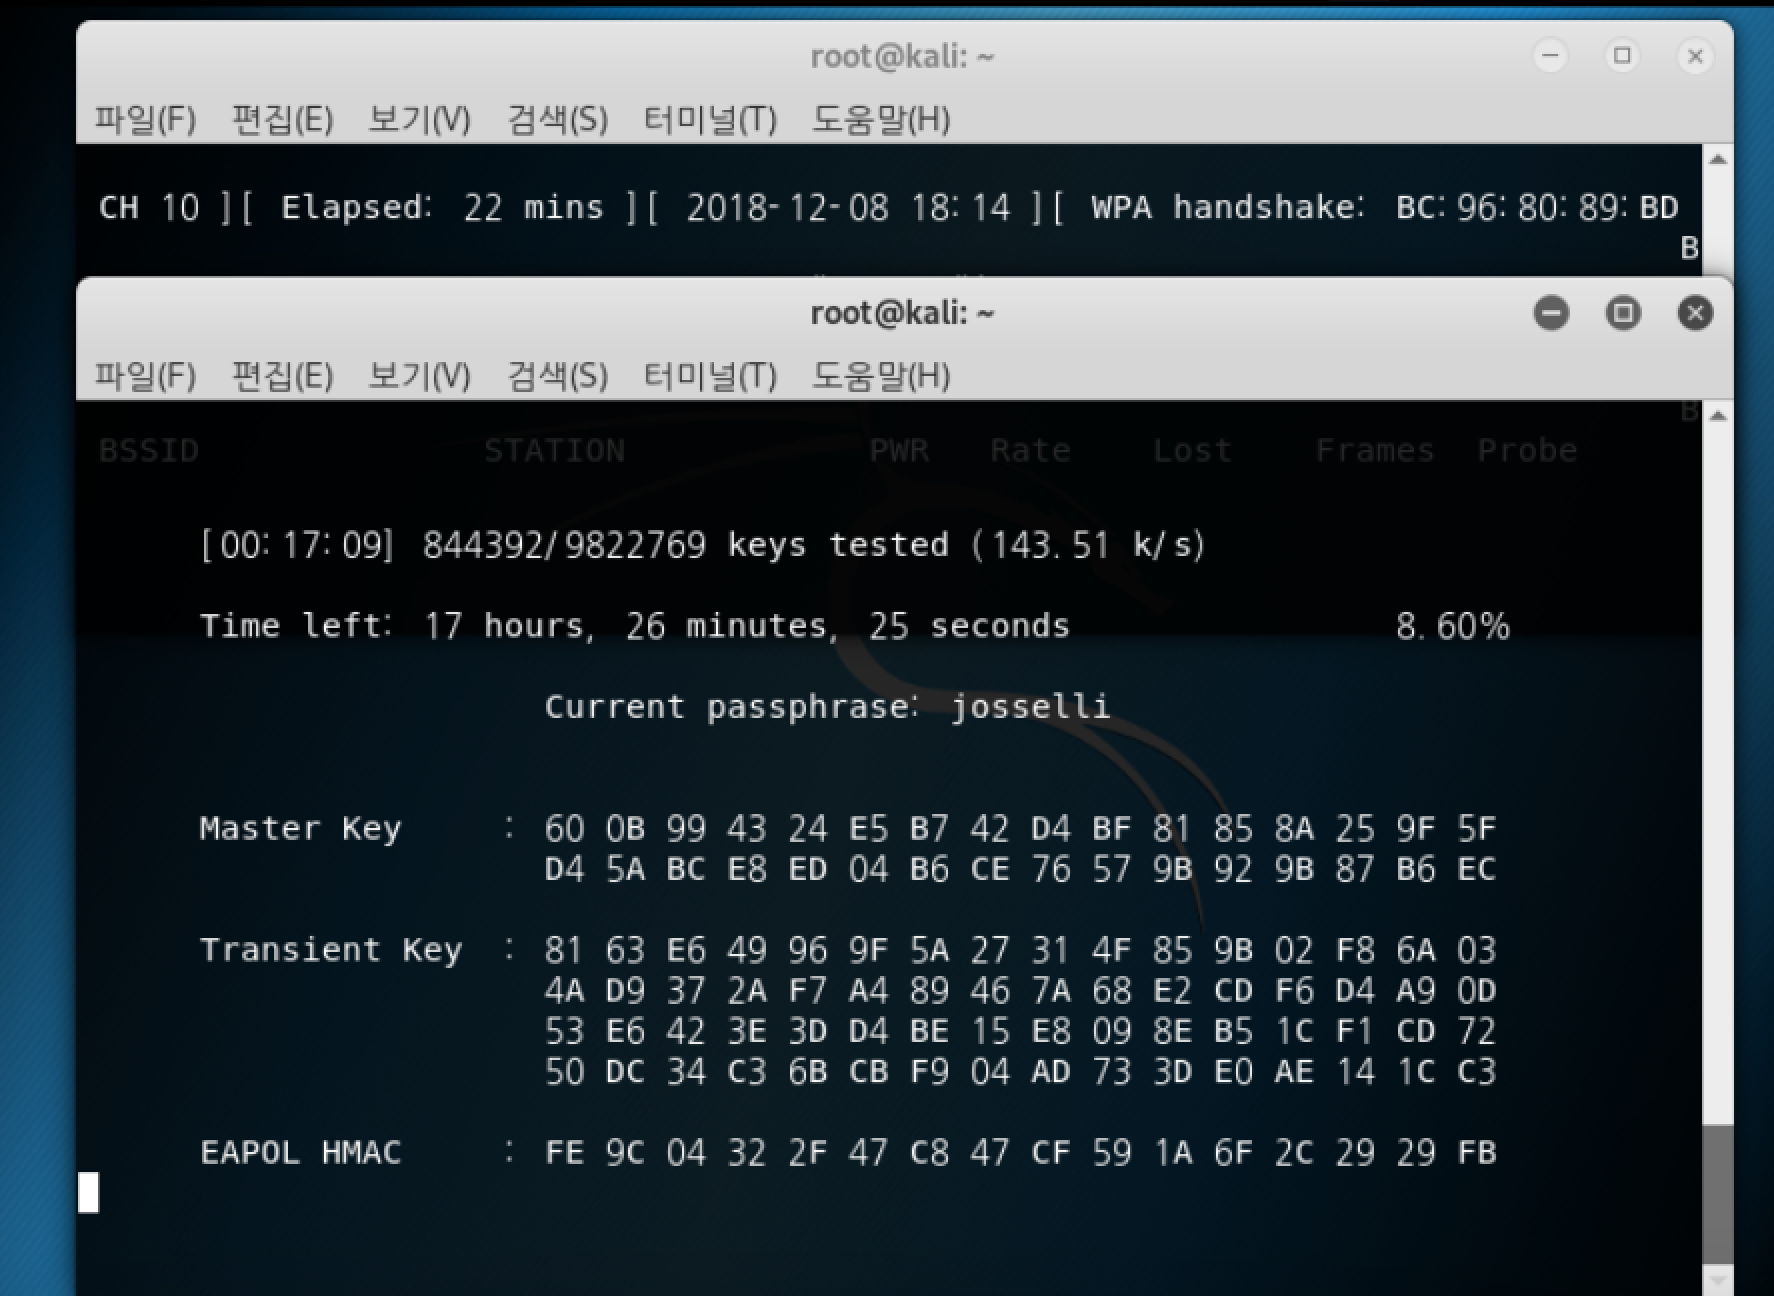 root@kali: ~
파일(F) 편집(E) 보기(V) 검색(S) 터미널(T) 도움말(H)
CH 10 ][ Elapsed: 22 mins ][ 2018-12-08 18:14 ][ WPA handshake: BC:96:80:89:BD
B
root@kali: ~
파일(F) 편집(E) 보기(V) 검색(S) 터미널(T) 도움말(H)
B
BSSID STATION PWR Rate Lost Frames Probe
[00:17:09] 844392/9822769 keys tested (143.51 k/s)
Time left: 17 hours, 26 minutes, 25 seconds 8.60%
Current passphrase: josselli
Master Key : 60 0B 99 43 24 E5 B7 42 D4 BF 81 85 8A 25 9F 5F
D4 5A BC E8 ED 04 B6 CE 76 57 9B 92 9B 87 B6 EC
Transient Key : 81 63 E6 49 96 9F 5A 27 31 4F 85 9B 02 F8 6A 03
4A D9 37 2A F7 A4 89 46 7A 68 E2 CD F6 D4 A9 0D
53 E6 42 3E 3D D4 BE 15 E8 09 8E B5 1C F1 CD 72
50 DC 34 C3 6B CB F9 04 AD 73 3D E0 AE 14 1C C3
EAPOL HMAC : FE 9C 04 32 2F 47 C8 47 CF 59 1A 6F 2C 29 29 FB